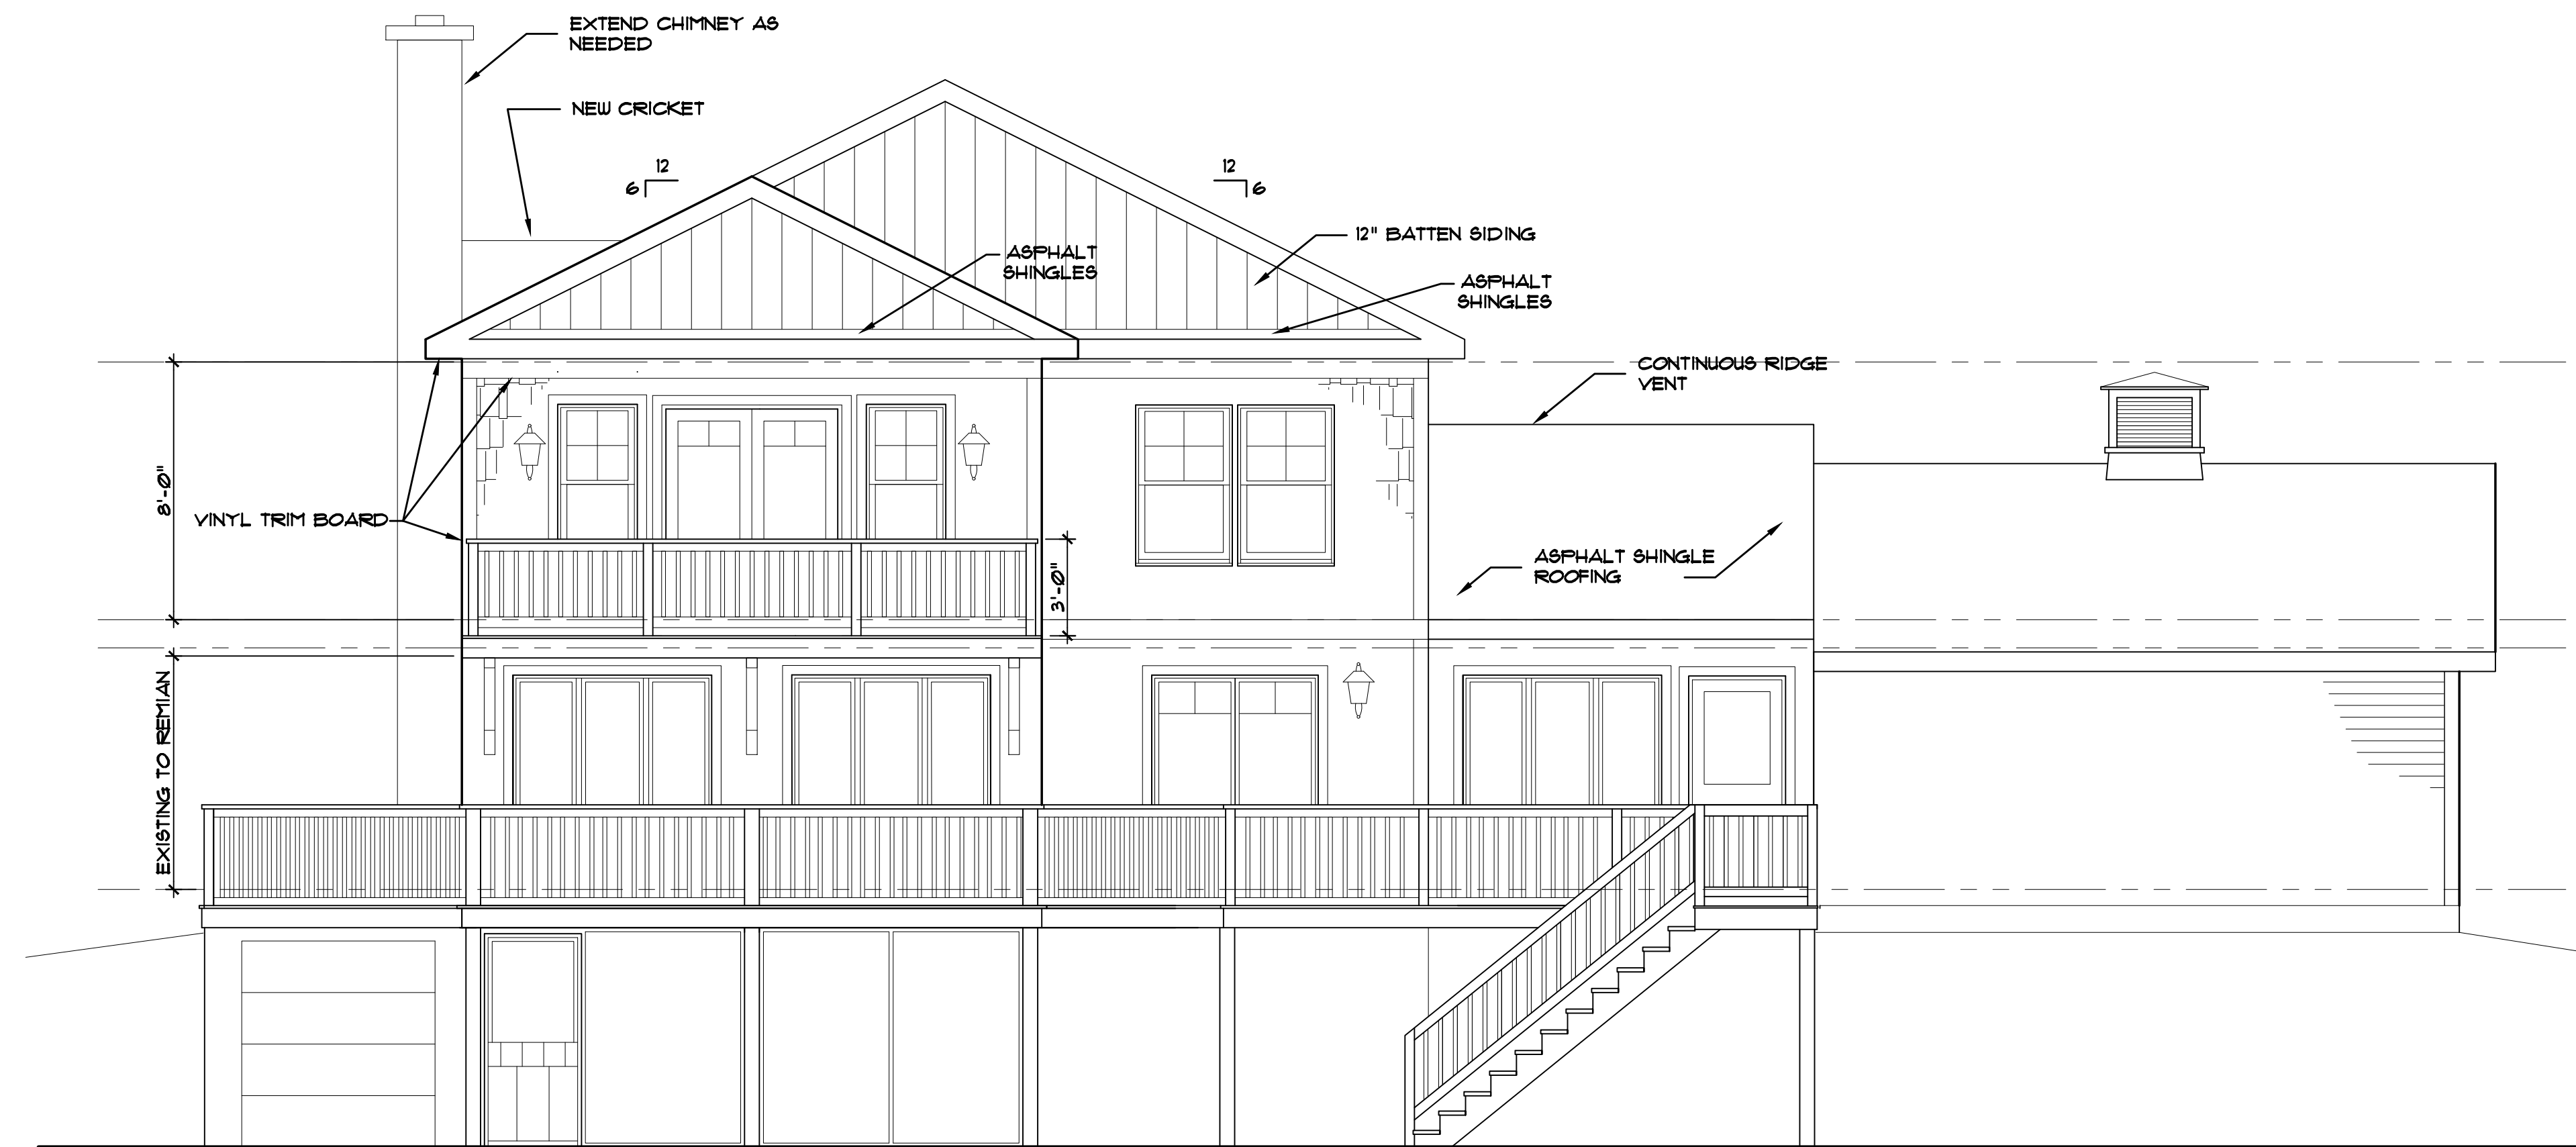 EXTEND CHIMNEY AS
NEEDED
NEW CRICKET
12
6
12
6
12" BATTEN SIDING
ASPHALT
SHINGLES
ASPHALT
SHINGLES
CONTINUOUS RIDGE
VENT
8'-0"
VINYL TRIM BOARD
3'-0"
ASPHALT SHINGLE
ROOFING
EXISTING TO REMIAN